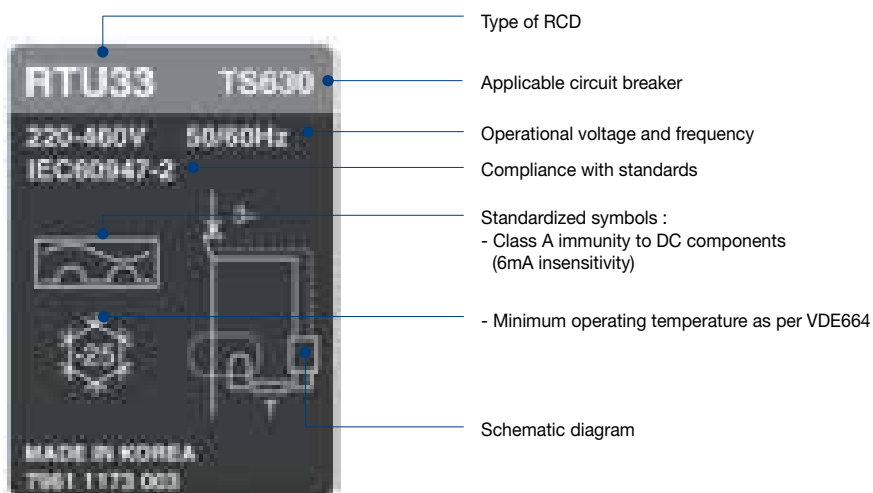 Type of RCD
RTU33 TS630
Applicable circuit breaker
220-460V 50/60Hz
Operational voltage and frequency
IEC60947-2
Compliance with standards
Standardized symbols :
- Class A immunity to DC components
(6mA insensitivity)
-25
- Minimum operating temperature as per VDE664
T
Schematic diagram
MADE IN KOREA
7961 1173 003